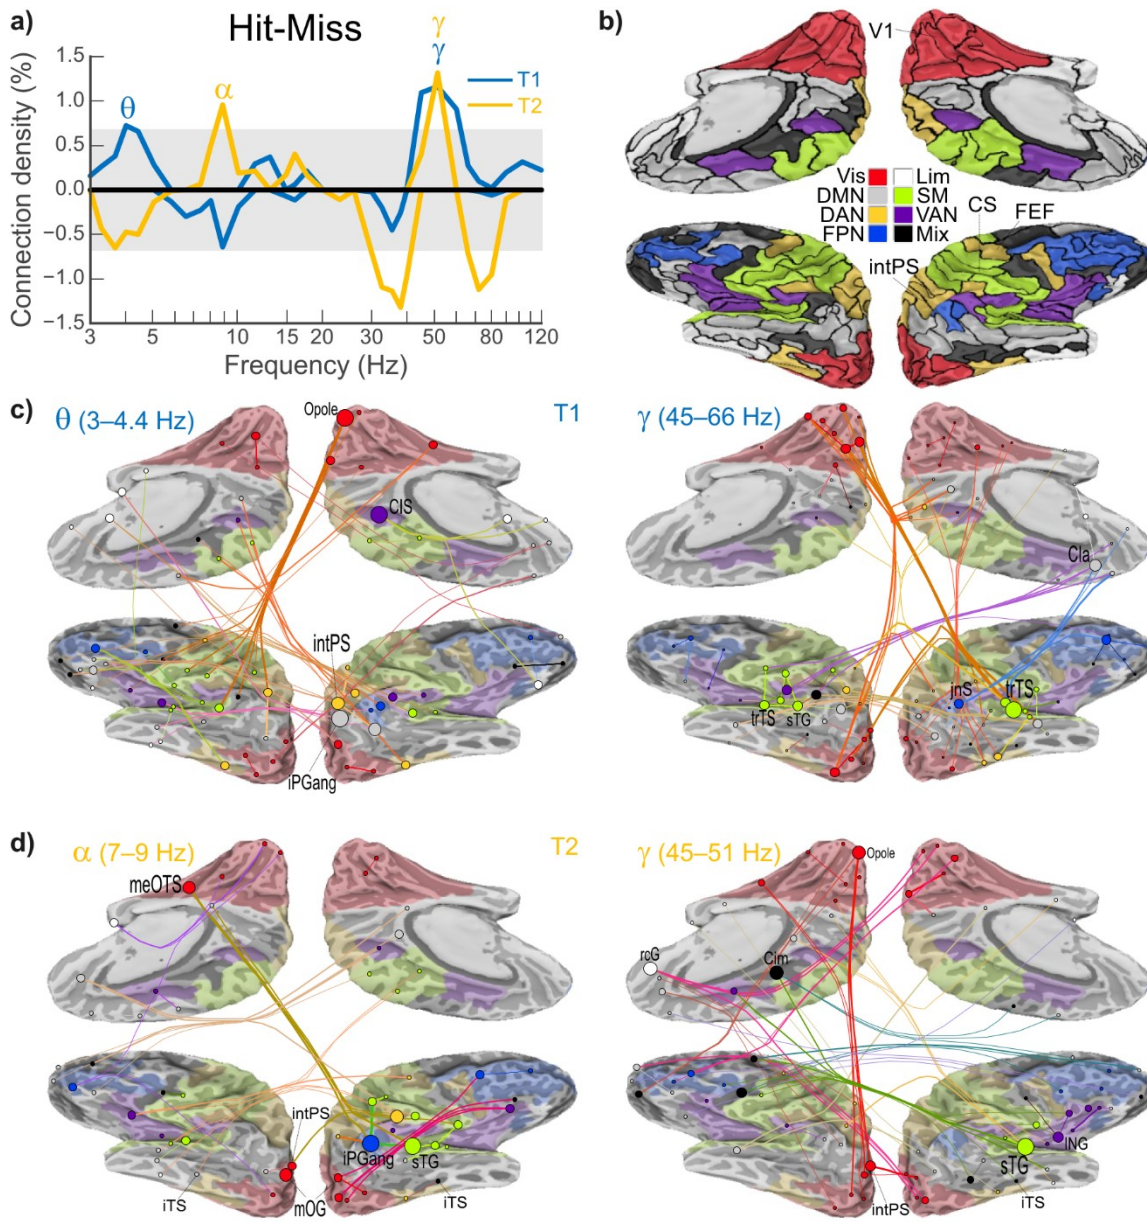 a)
Hit-Miss
γ
γ
T1
T2
θ
α
Connection density (%)
1.5
1.0
0.5
0.0
−0.5
−1.0
−1.5
3 5 10 15 20 30 50 80 120
Frequency (Hz)
b)
V1
Vis Lim
DMN SM
DAN VAN
FPN Mix
CS
FEF
intPS
c)
θ (3–4.4 Hz)
T1
Opole
CIS
intPS
iPGang
γ (45–66 Hz)
Cla
jnS
trTS
trTS
sTG
d)
α (7–9 Hz)
T2
meOTS
intPS
iPGang
sTG
mOG
iTS
iTS
γ (45–51 Hz)
Opole
rcG
Cim
ING
sTG
intPS
iTS